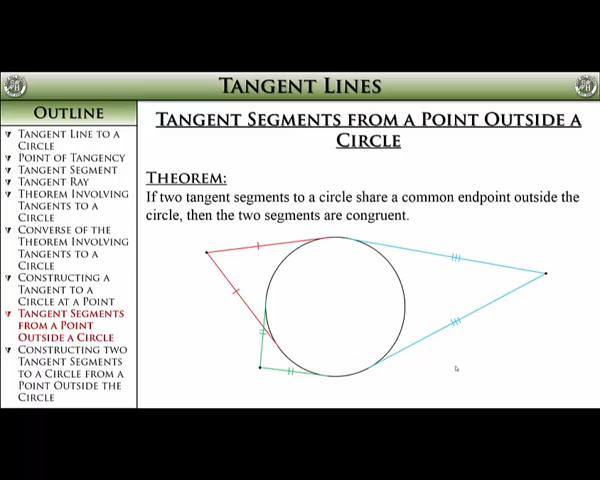 TANGENT LINES
OUTLINE
TANGENT LINE TO A
CIRCLE
POINT OF TANGENCY
TANGENT SEGMENT
TANGENT RAY
THEOREM INVOLVING
TANGENTS TO A
CIRCLE
CONVERSE OF THE
THEOREM INVOLVING
TANGENTS TO A
CIRCLE
CONSTRUCTING A
TANGENT TO A
CIRCLE AT A POINT
TANGENT SEGMENTS
FROM A POINT
OUTSIDE A CIRCLE
CONSTRUCTING TWO
TANGENT SEGMENTS
TO A CIRCLE FROM A
POINT OUTSIDE THE
CIRCLE
TANGENT SEGMENTS FROM A POINT OUTSIDE A
CIRCLE
THEOREM:
If two tangent segments to a circle share a common endpoint outside the
circle, then the two segments are congruent.